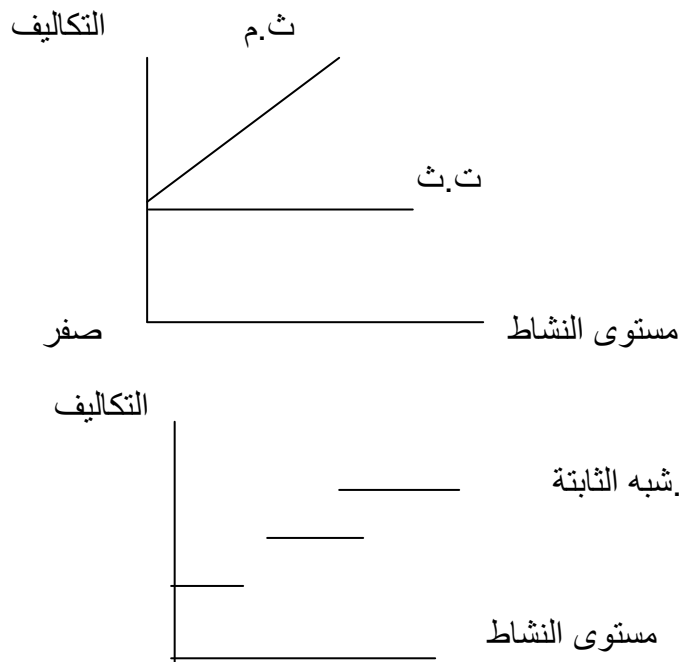 التكاليف
ث.م
ت.ث
مستوى النشاط
صفر
التكاليف
شبه الثابتة.
مستوى النشاط